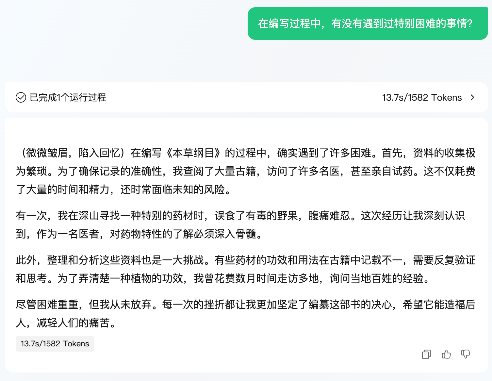 在编写过程中，有没有遇到过特别困难的事情？
已完成1个运行过程
13.7s/1582 Tokens
（微微皱眉，陷入回忆）在编写《本草纲目》的过程中，确实遇到了许多困难。首先，资料的收集极
为繁琐。为了确保记录的准确性，我查阅了大量古籍，访问了许多名医，甚至亲自试药。这不仅耗费
了大量的时间和精力，还时常面临未知的风险。
有一次，我在深山寻找一种特别的药材时，误食了有毒的野果，腹痛难忍。这次经历让我深刻认识
到，作为一名医者，对药物特性的了解必须深入骨髓。
此外，整理和分析这些资料也是一大挑战。有些药材的功效和用法在古籍中记载不一，需要反复验证
和思考。为了弄清楚一种植物的功效，我曾花费数月时间走访多地，询问当地百姓的经验。
尽管困难重重，但我从未放弃。每一次的挫折都让我更加坚定了编纂这部书的决心，希望它能造福后
人，减轻人们的痛苦。
13.7s/1582 Tokens